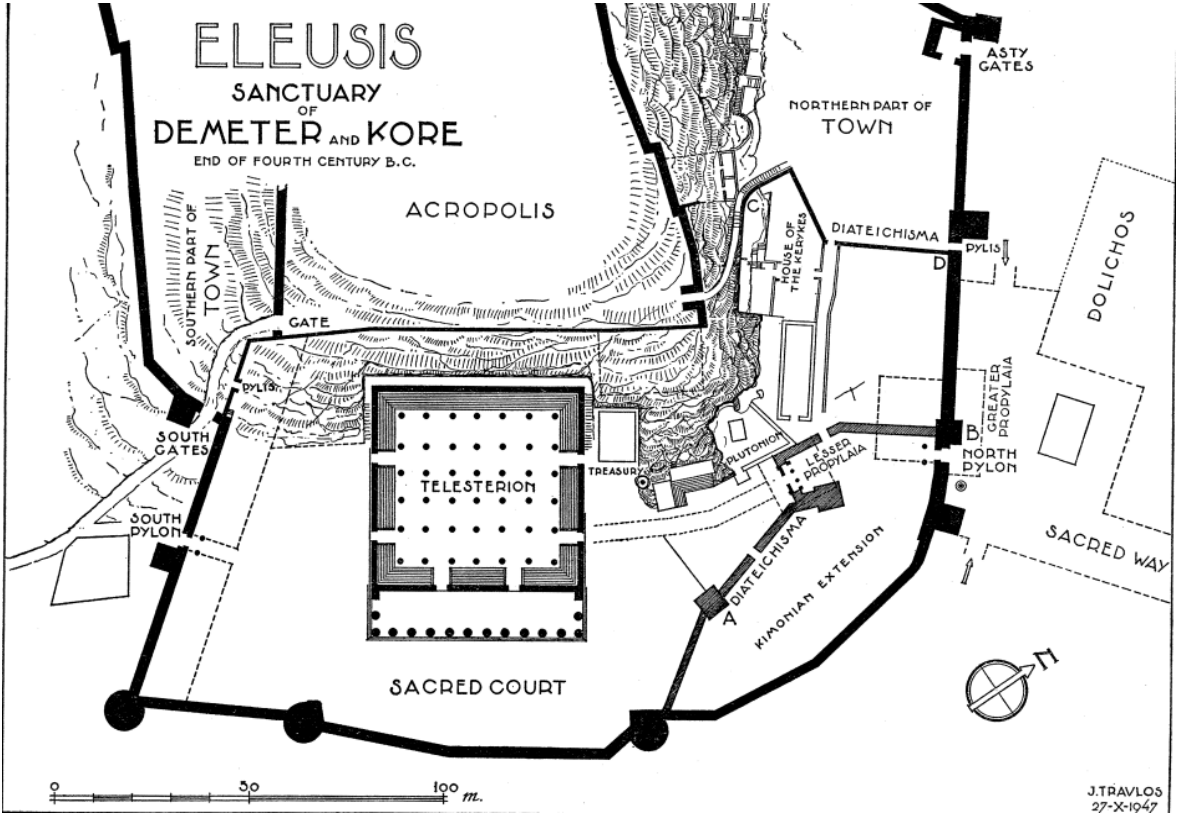 ELEUSIS
SANCTUARY
OF
DEMETER AND KORE
END OF FOURTH CENTURY B.C.
ASTY
GATES
NORTHERN PART OF
TOWN
ACROPOLIS
SOUTHERN PART OF
TOWN
C
HOUSE OF
THE KERYKES
DIATEICHISMA
PYLIS
D
DOLICHOS
GATE
PYLIS
SOUTH
GATES
GREATER
PROPYLAIA
B
NORTH
PYLON
PLUTONION
LESSER
PROPYLAIA
TREASURY
TELESTERION
SOUTH
PYLON
SACRED WAY
DIATEICHISMA
A
KIMONIAN EXTENSION
SACRED COURT
N
0 50 100 m.
J. TRAVLOS
27-X-1947